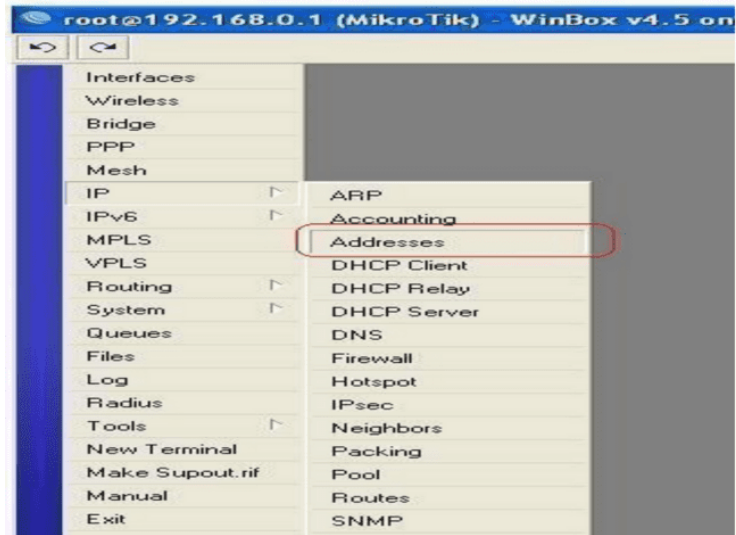 root@192.168.0.1 (MikroTik) - WinBox v4.5 on
Interfaces
Wireless
Bridge
PPP
Mesh
IP
IPv6
MPLS
VPLS
Routing
System
Queues
Files
Log
Radius
Tools
New Terminal
Make Supout.rif
Manual
Exit
ARP
Accounting
Addresses
DHCP Client
DHCP Relay
DHCP Server
DNS
Firewall
Hotspot
IPsec
Neighbors
Packing
Pool
Routes
SNMP